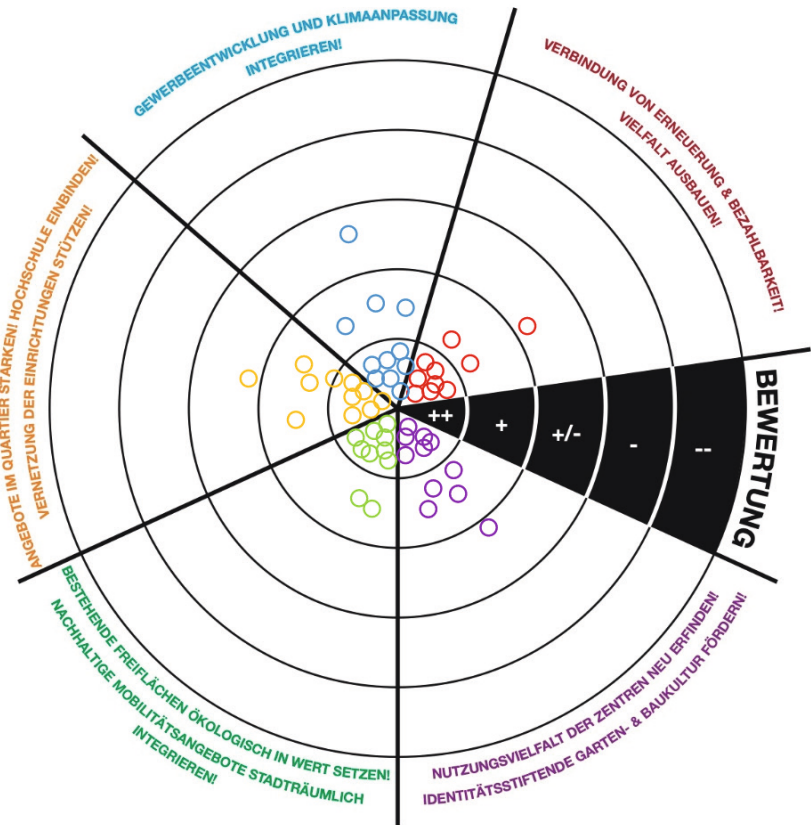 GEWERBEENTWICKLUNG UND KLIMAANPASSUNG
INTEGRIEREN!
VERBINDUNG VON ERNEUERUNG & BEZAHLBARKEIT!
VIELFALT AUSBAUEN!
ANGEBOTE IM QUARTIER STÄRKEN! HOCHSCHULE EINBINDEN!
VERNETZUNG DER EINRICHTUNGEN STÜTZEN!
++
+
+/-
-
--
BEWERTUNG
BESTEHENDE FREIFLÄCHEN ÖKOLOGISCH IN WERT SETZEN!
NACHHALTIGE MOBILITÄTSANGEBOTE STADTRÄUMLICH
INTEGRIEREN!
NUTZUNGSVIELFALT DER ZENTREN NEU ERFINDEN!
IDENTITÄTSSTIFTENDE GARTEN- & BAUKULTUR FÖRDERN!